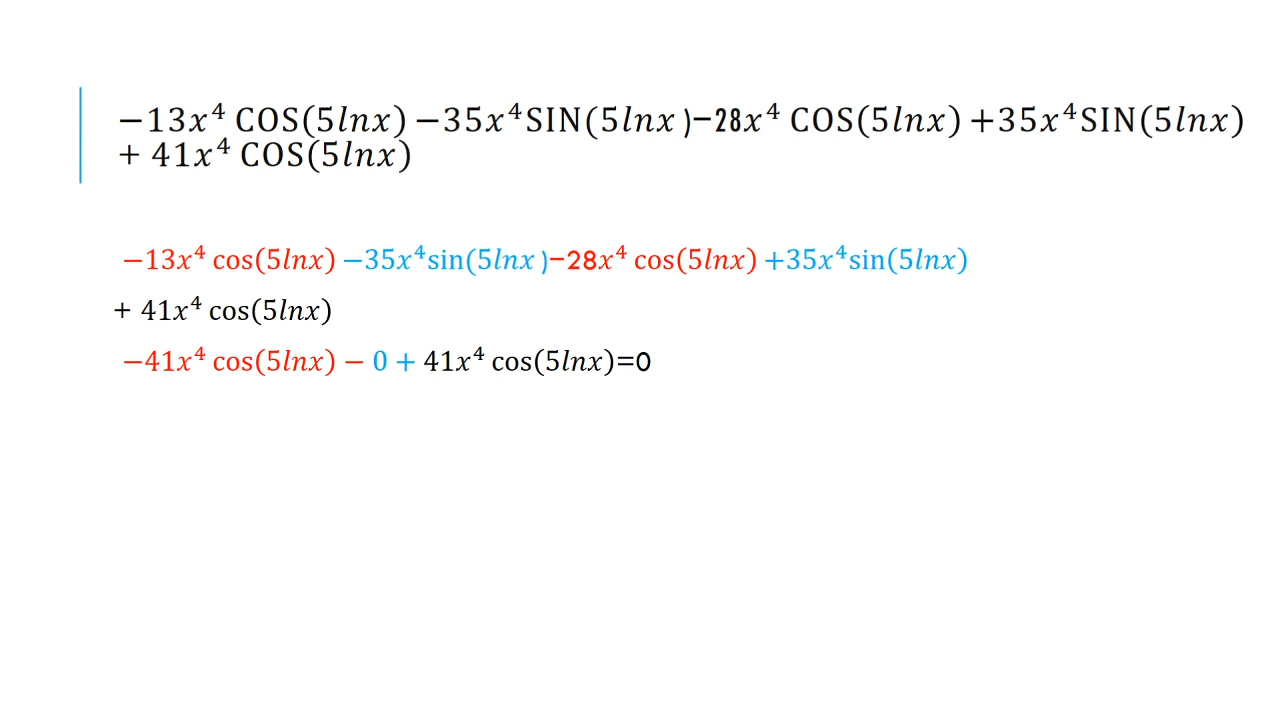 −13𝑥⁴ COS(5𝑙𝑛𝑥) −35𝑥⁴SIN(5𝑙𝑛𝑥 )−28𝑥⁴ COS(5𝑙𝑛𝑥) +35𝑥⁴SIN(5𝑙𝑛𝑥)
+ 41𝑥⁴ COS(5𝑙𝑛𝑥)
−13𝑥⁴ cos(5𝑙𝑛𝑥) −35𝑥⁴sin(5𝑙𝑛𝑥 )−28𝑥⁴ cos(5𝑙𝑛𝑥) +35𝑥⁴sin(5𝑙𝑛𝑥)
+ 41𝑥⁴ cos(5𝑙𝑛𝑥)
−41𝑥⁴ cos(5𝑙𝑛𝑥) − 0 + 41𝑥⁴ cos(5𝑙𝑛𝑥)=0